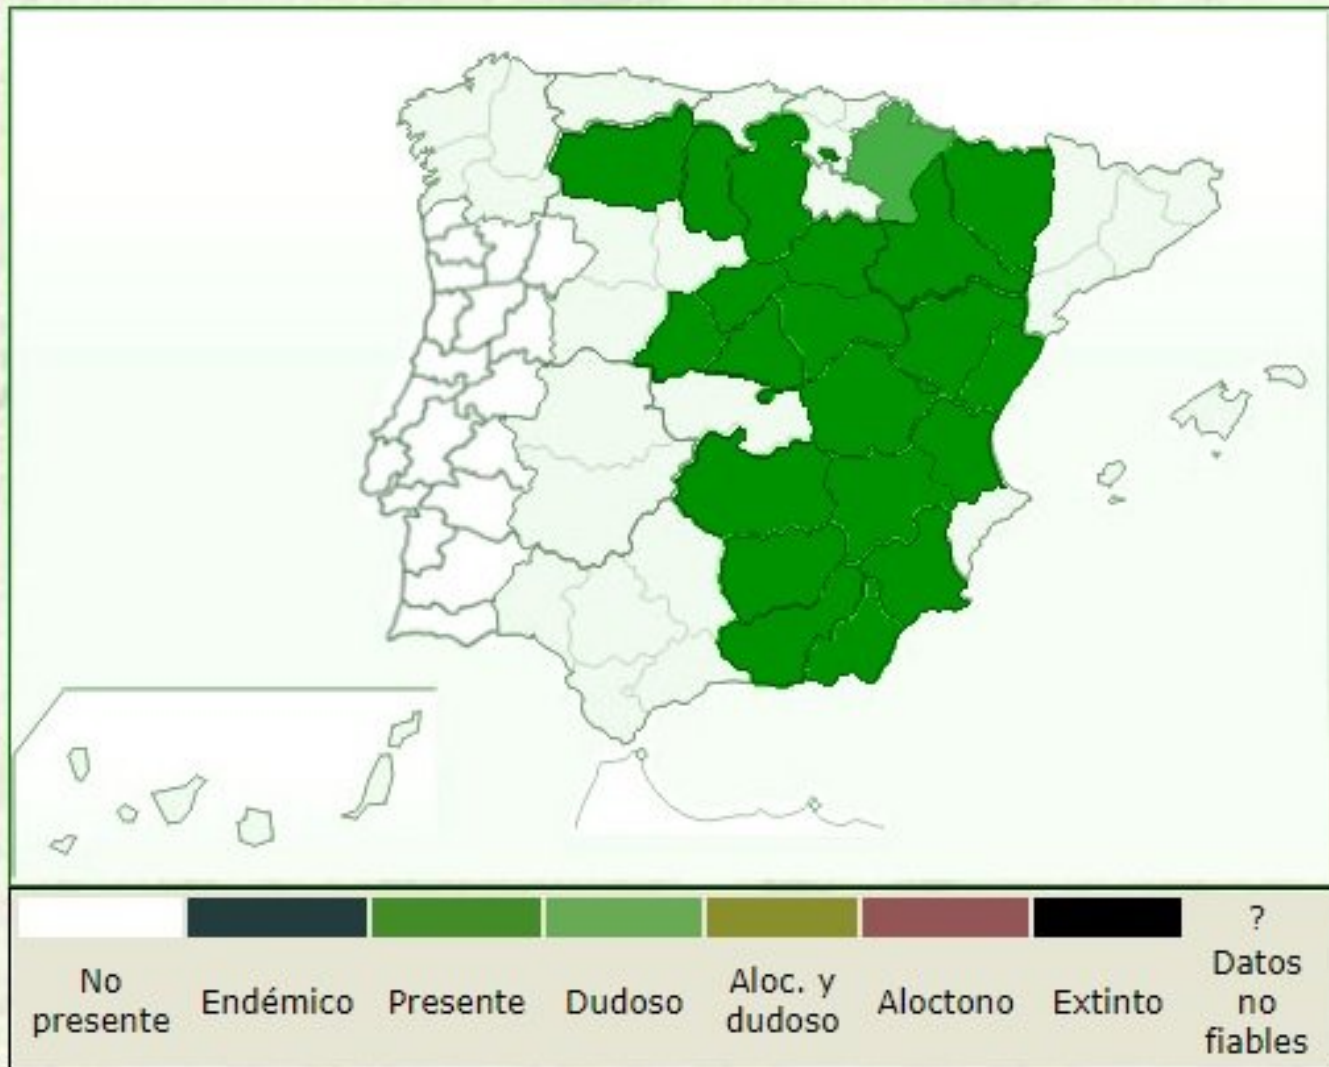 No
presente
Endémico
Presente
Dudoso
Aloc. y
dudoso
Aloctono
Extinto
?
Datos
no
fiables